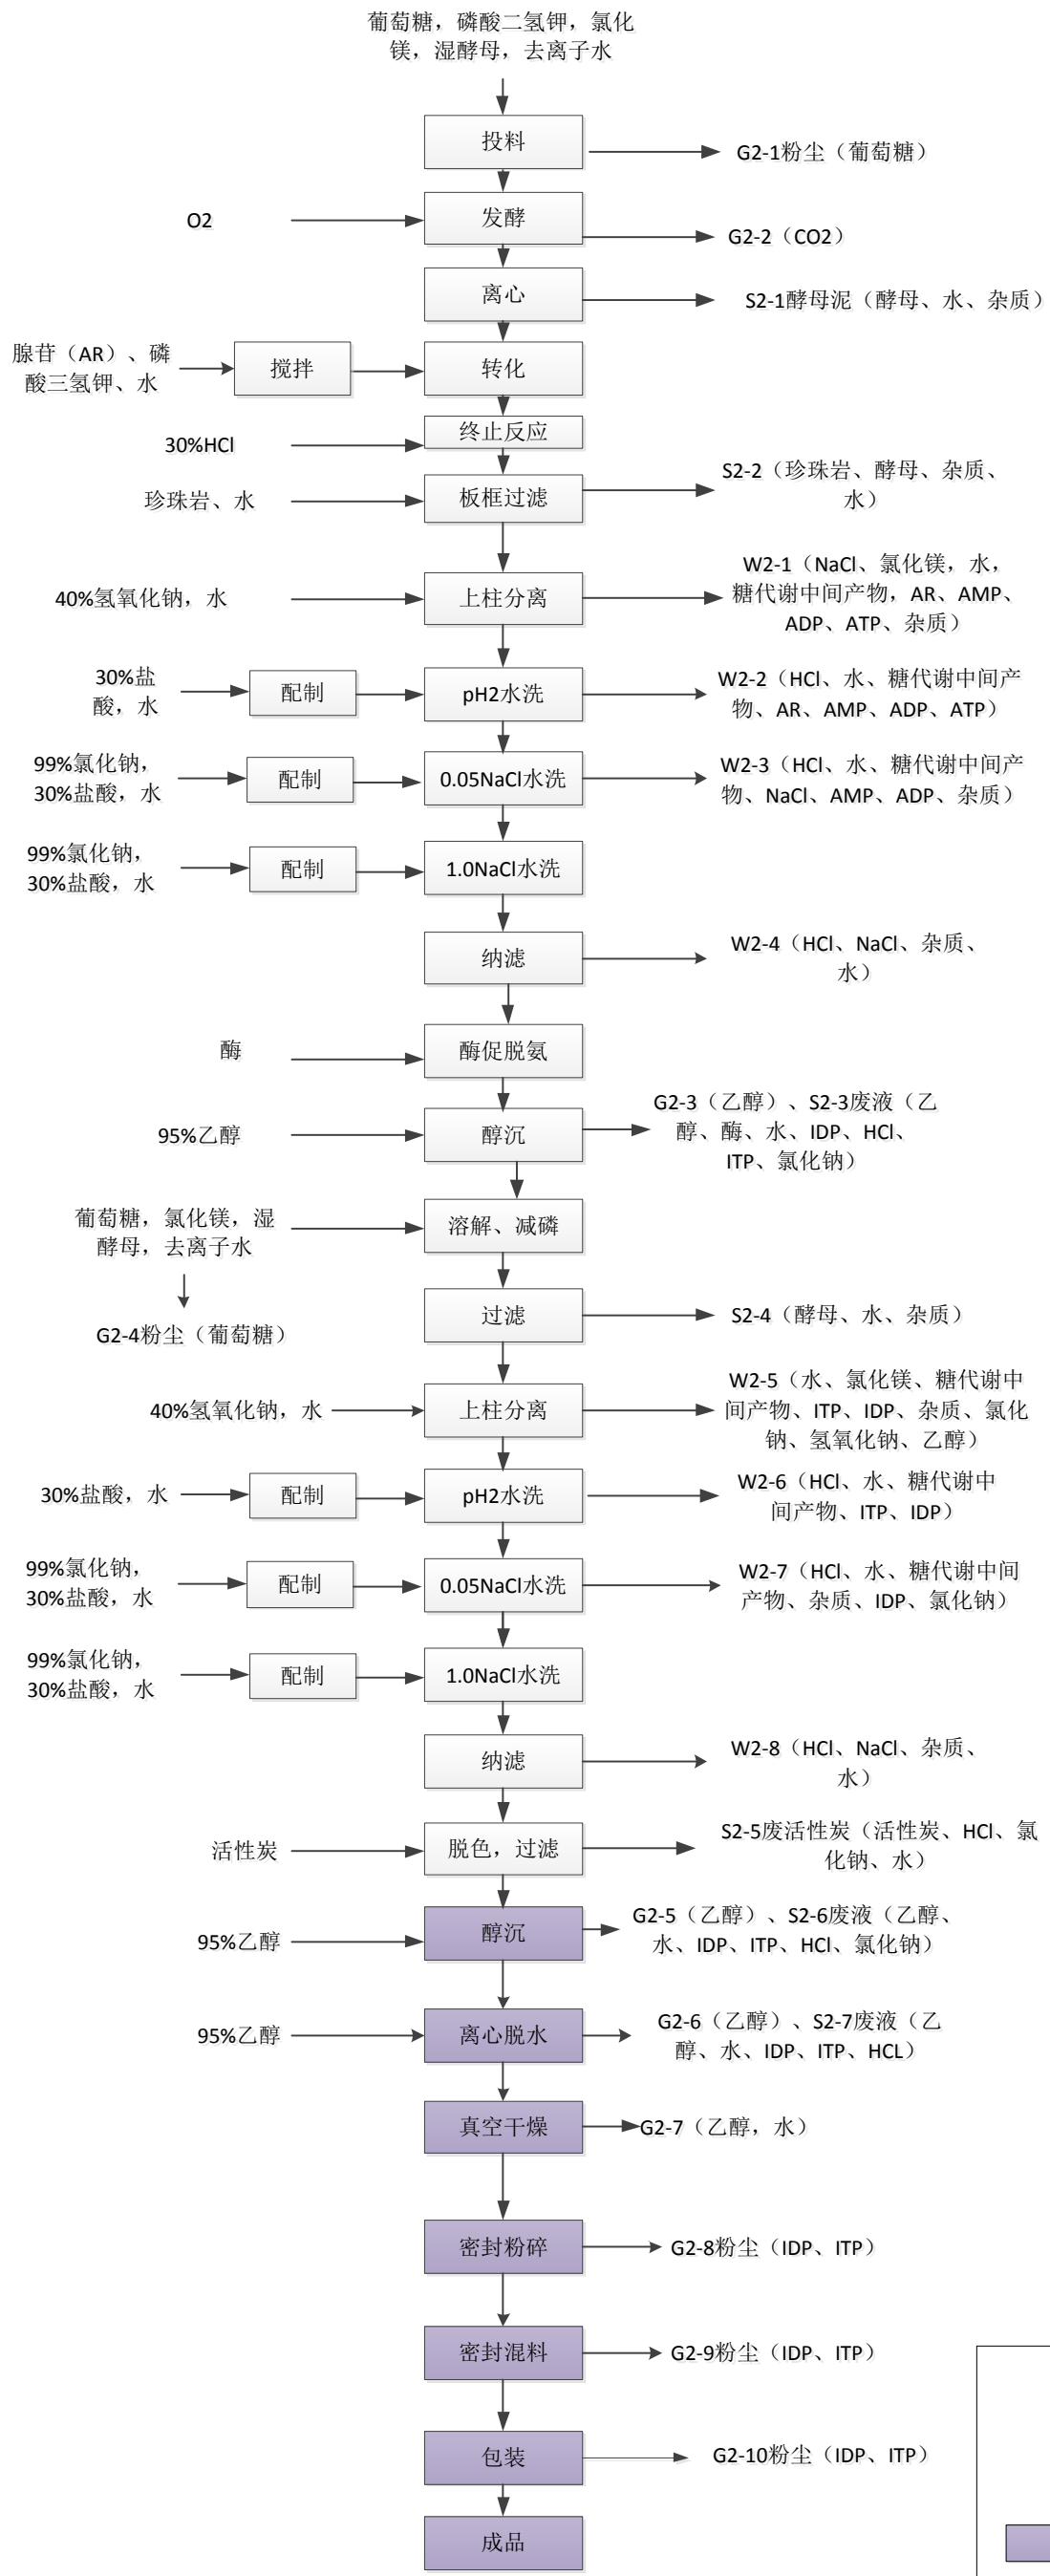 葡萄糖，磷酸二氢钾，氯化
镁，湿酵母，去离子水
投料
G2-1粉尘（葡萄糖）
O2
发酵
G2-2（CO2）
离心
S2-1酵母泥（酵母、水、杂质）
腺苷（AR）、磷
酸三氢钾、水
搅拌
转化
30%HCl
终止反应
珍珠岩、水
板框过滤
S2-2（珍珠岩、酵母、杂质、
水）
40%氢氧化钠，水
上柱分离
W2-1（NaCl、氯化镁，水，
糖代谢中间产物，AR、AMP、
ADP、ATP、杂质）
30%盐
酸，水
配制
pH2水洗
W2-2（HCl、水、糖代谢中间产
物、AR、AMP、ADP、ATP）
99%氯化钠，
30%盐酸，水
配制
0.05NaCl水洗
W2-3（HCl、水、糖代谢中间产
物、NaCl、AMP、ADP、杂质）
99%氯化钠，
30%盐酸，水
配制
1.0NaCl水洗
纳滤
W2-4（HCl、NaCl、杂质、
水）
酶
酶促脱氨
95%乙醇
醇沉
G2-3（乙醇）、S2-3废液（乙
醇、酶、水、IDP、HCl、
ITP、氯化钠）
葡萄糖，氯化镁，湿
酵母，去离子水
溶解、减磷
G2-4粉尘（葡萄糖）
过滤
S2-4（酵母、水、杂质）
40%氢氧化钠，水
上柱分离
W2-5（水、氯化镁、糖代谢中
间产物、ITP、IDP、杂质、氯化
钠、氢氧化钠、乙醇）
30%盐酸，水
配制
pH2水洗
W2-6（HCl、水、糖代谢中
间产物、ITP、IDP）
99%氯化钠，
30%盐酸，水
配制
0.05NaCl水洗
W2-7（HCl、水、糖代谢中间
产物、杂质、IDP、氯化钠）
99%氯化钠，
30%盐酸，水
配制
1.0NaCl水洗
纳滤
W2-8（HCl、NaCl、杂质、
水）
活性炭
脱色，过滤
S2-5废活性炭（活性炭、HCl、氯
化钠、水）
95%乙醇
醇沉
G2-5（乙醇）、S2-6废液（乙醇、
水、IDP、ITP、HCl、氯化钠）
95%乙醇
离心脱水
G2-6（乙醇）、S2-7废液（乙
醇、水、IDP、ITP、HCL）
真空干燥
G2-7（乙醇，水）
密封粉碎
G2-8粉尘（IDP、ITP）
密封混料
G2-9粉尘（IDP、ITP）
包装
G2-10粉尘（IDP、ITP）
成品